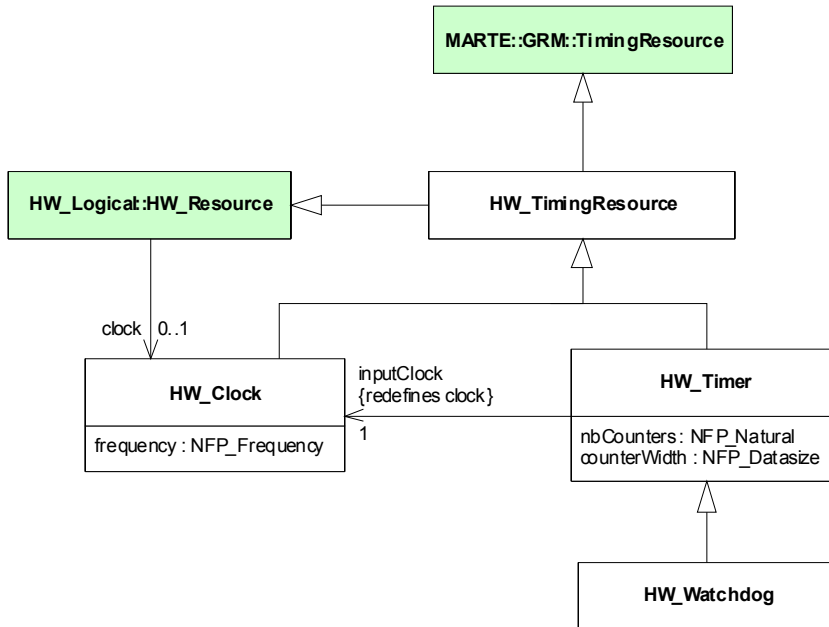 MARTE::GRM::TimingResource
HW_Logical::HW_Resource
HW_TimingResource
clock 0..1
HW_Clock
frequency : NFP_Frequency
inputClock
{redefines clock}
1
HW_Timer
nbCounters : NFP_Natural
counterWidth : NFP_Datasize
HW_Watchdog